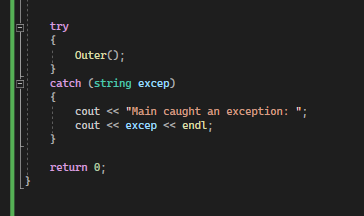 try
{
Outer();
}
catch (string excep)
{
cout << "Main caught an exception: ";
cout << excep << endl;
}
return 0;
}